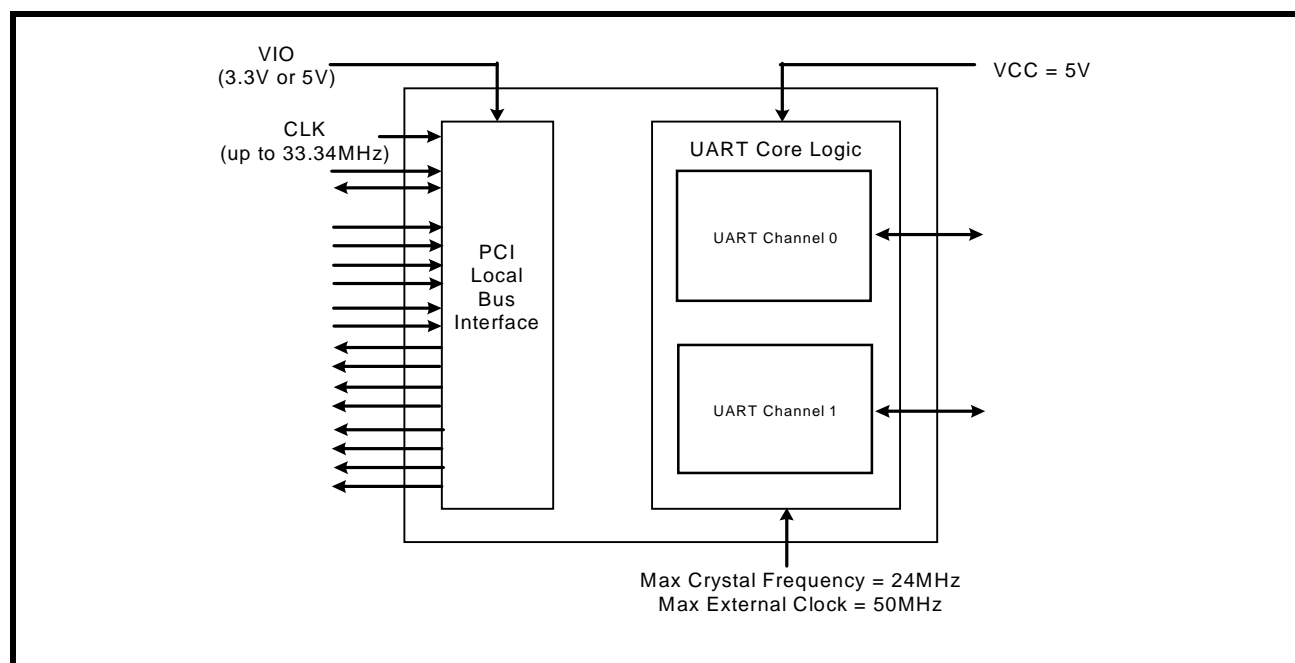 VIO
(3.3V or 5V)
VCC = 5V
CLK
(up to 33.34MHz)
UART Core Logic
UART Channel 0
PCI
Local
Bus
Interface
UART Channel 1
Max Crystal Frequency = 24MHz
Max External Clock = 50MHz